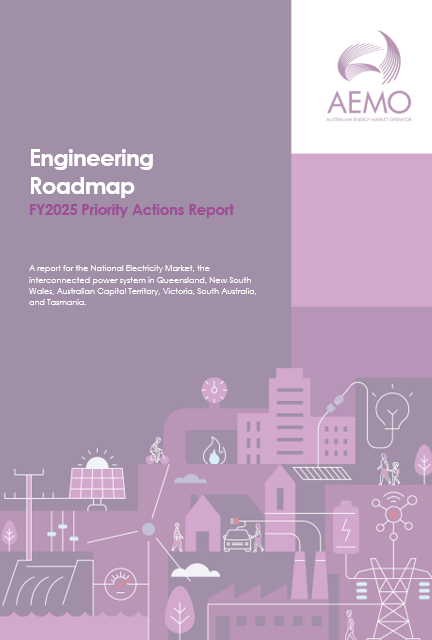 AEMO
AUSTRALIAN ENERGY MARKET OPERATOR
Engineering
Roadmap
FY2025 Priority Actions Report
A report for the National Electricity Market, the
interconnected power system in Queensland, New South
Wales, Australian Capital Territory, Victoria, South Australia,
and Tasmania.